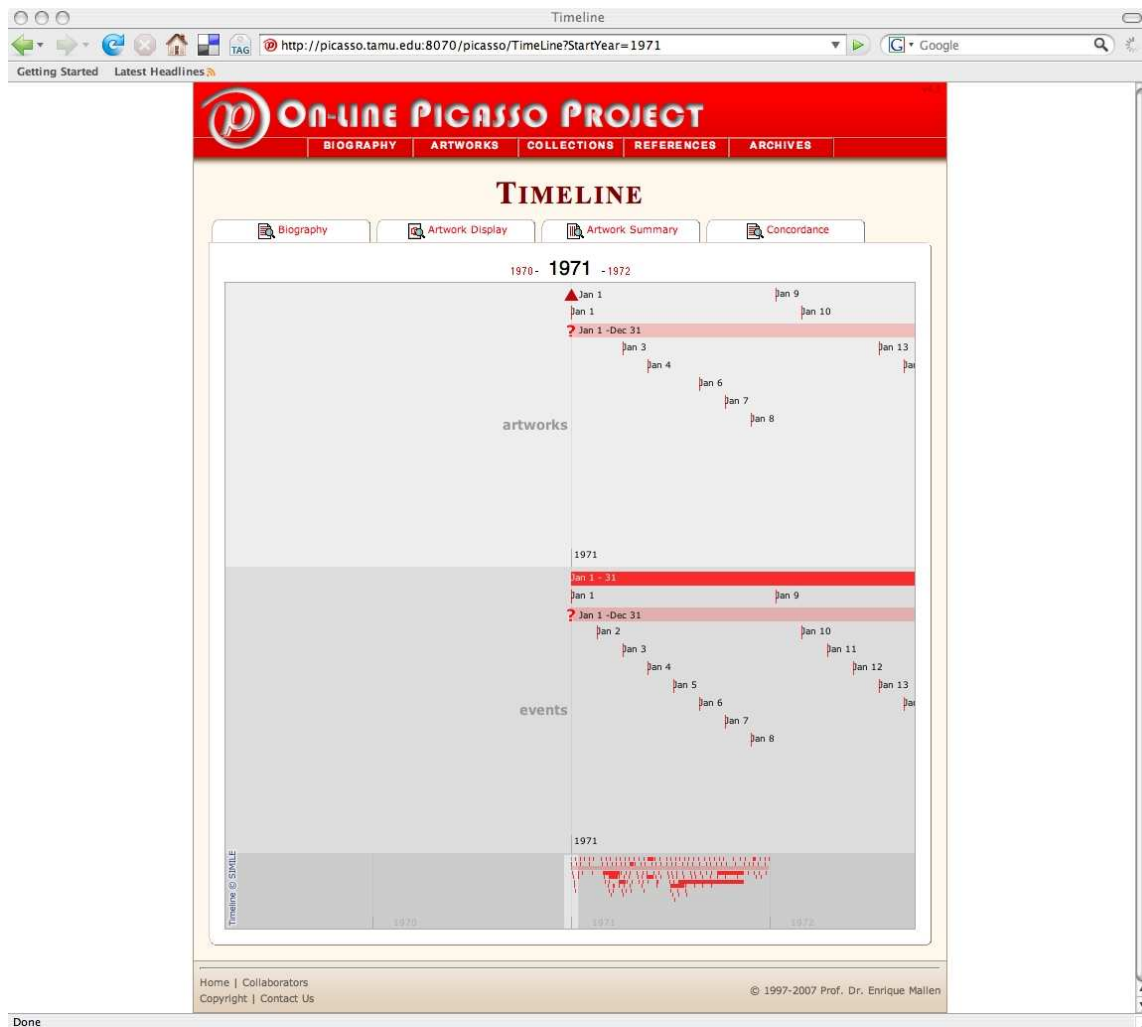 Timeline
TAG http://picasso.tamu.edu:8070/picasso/TimeLine?StartYear=1971 G Google
Getting Started Latest Headlines
ON-LINE PICASSO PROJECT
BIOGRAPHY ARTWORKS COLLECTIONS REFERENCES ARCHIVES
TIMELINE
Biography Artwork Display Artwork Summary Concordance
1970- 1971 -1972
Jan 1 Jan 9
Jan 1 Jan 10
? Jan 1 -Dec 31
Jan 3 Jan 13
Jan 4
Jan 6
Jan 7
Jan 8
artworks
1971
Jan 1 - 31
Jan 1 Jan 9
? Jan 1 -Dec 31
Jan 2 Jan 10
Jan 3 Jan 11
Jan 4 Jan 12
Jan 5 Jan 13
Jan 6
Jan 7
Jan 8
events
1971
Timeline © SIMILE
1970 1971 1972
Home | Collaborators
Copyright | Contact Us
© 1997-2007 Prof. Dr. Enrique Mallen
Done